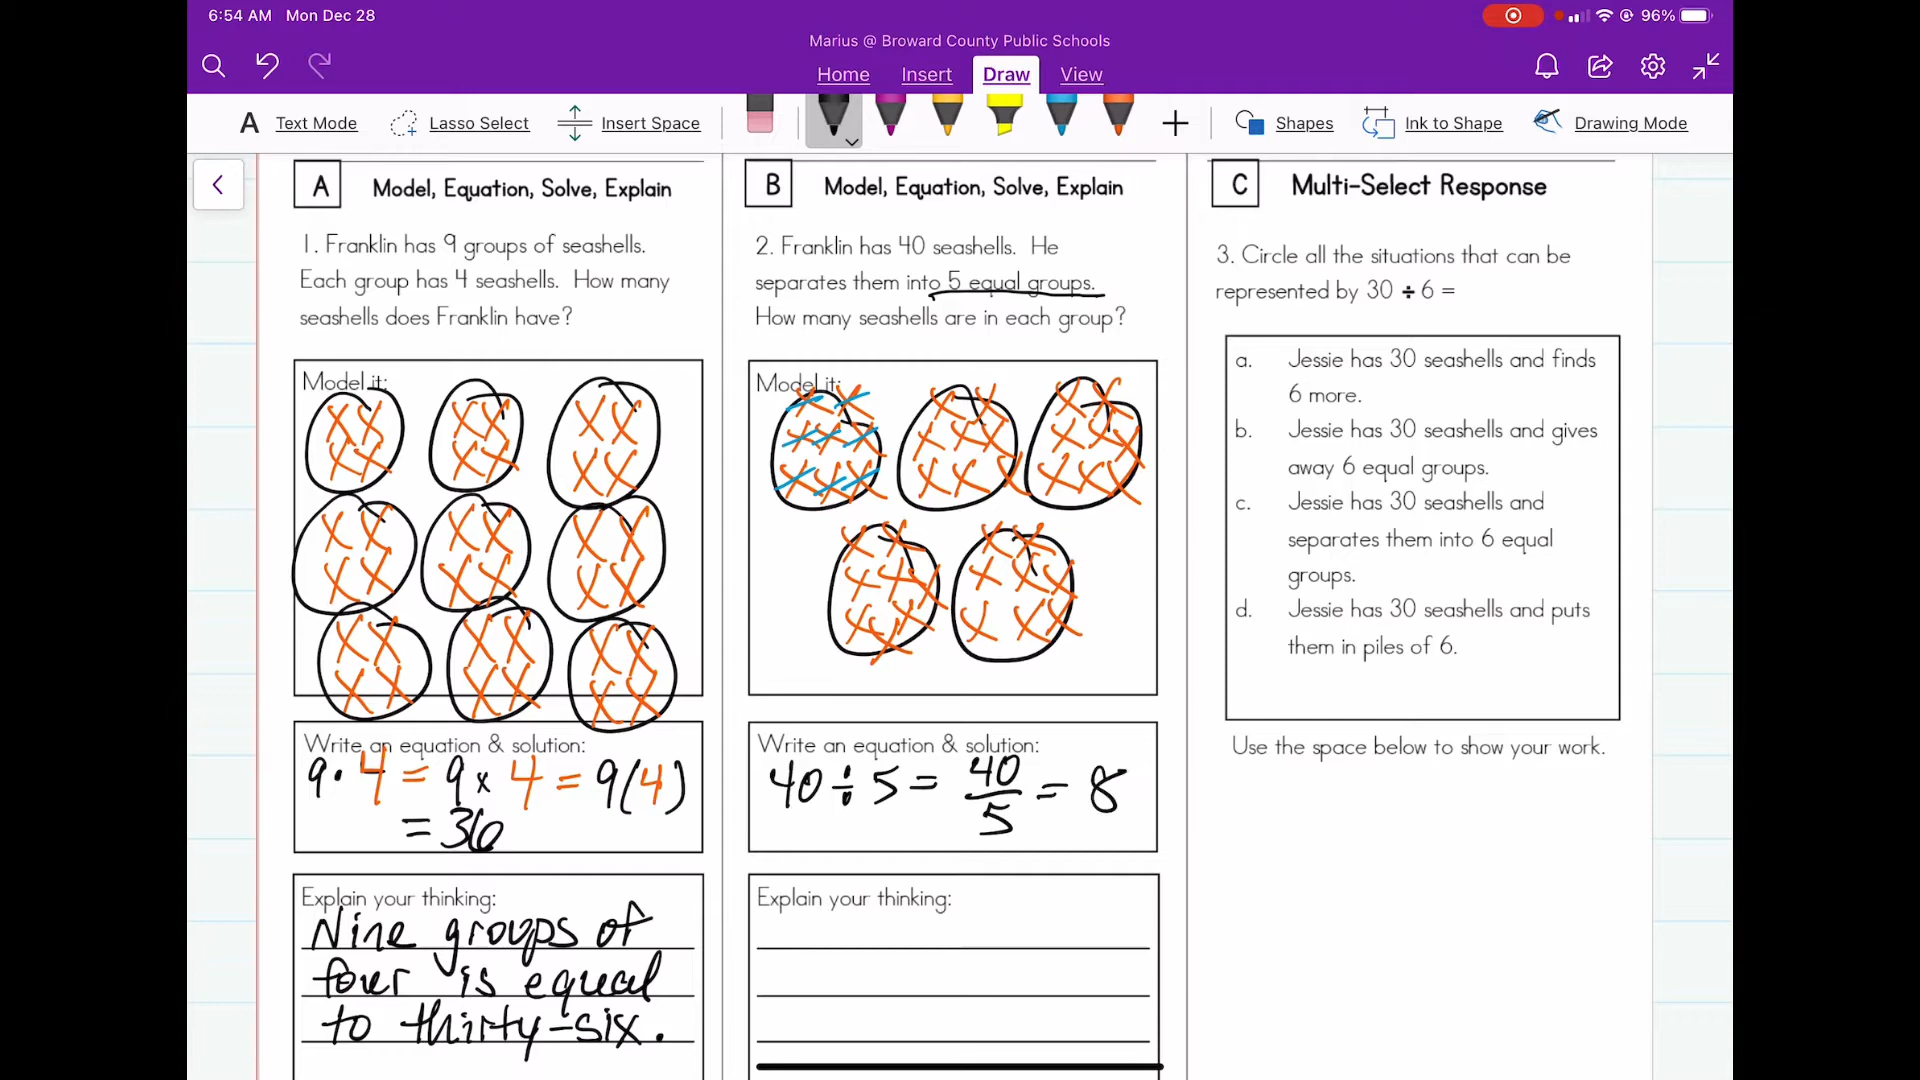 6:54 AM Mon Dec 28
96%
Marius @ Broward County Public Schools
Home Insert Draw View
A Text Mode Lasso Select Insert Space Shapes Ink to Shape Drawing Mode
A Model, Equation, Solve, Explain
1. Franklin has 9 groups of seashells.
Each group has 4 seashells. How many
seashells does Franklin have?
Model it:
Write an equation & solution:
9 · 4 = 9 x 4 = 9(4)
= 36
Explain your thinking:
Nine groups of
four is equal
to thirty-six.
B Model, Equation, Solve, Explain
2. Franklin has 40 seashells. He
separates them into 5 equal groups.
How many seashells are in each group?
Model it:
Write an equation & solution:
40 ÷ 5 = 40/5 = 8
Explain your thinking:
C Multi-Select Response
3. Circle all the situations that can be
represented by 30 ÷ 6 =
a. Jessie has 30 seashells and finds
6 more.
b. Jessie has 30 seashells and gives
away 6 equal groups.
c. Jessie has 30 seashells and
separates them into 6 equal
groups.
d. Jessie has 30 seashells and puts
them in piles of 6.
Use the space below to show your work.